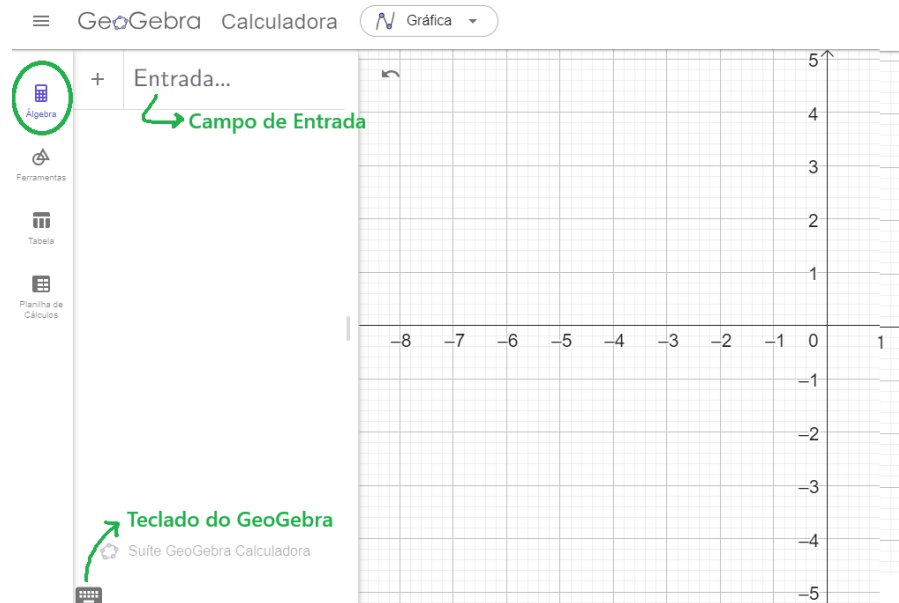 GeoGebra Calculadora Gráfica
Álgebra
+ Entrada...
Campo de Entrada
Ferramentas
Tabela
Planilha de
Cálculos
5
4
3
2
1
–8 –7 –6 –5 –4 –3 –2 –1 0 1
–1
–2
–3
–4
–5
Teclado do GeoGebra
Suíte GeoGebra Calculadora